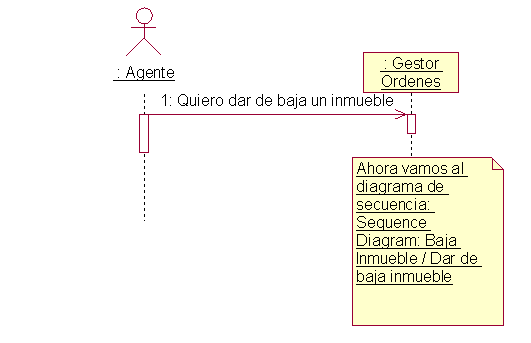 : Agente
: Gestor
Ordenes
1: Quiero dar de baja un inmueble
Ahora vamos al
diagrama de
secuencia:
Sequence
Diagram: Baja
Inmueble / Dar de
baja inmueble